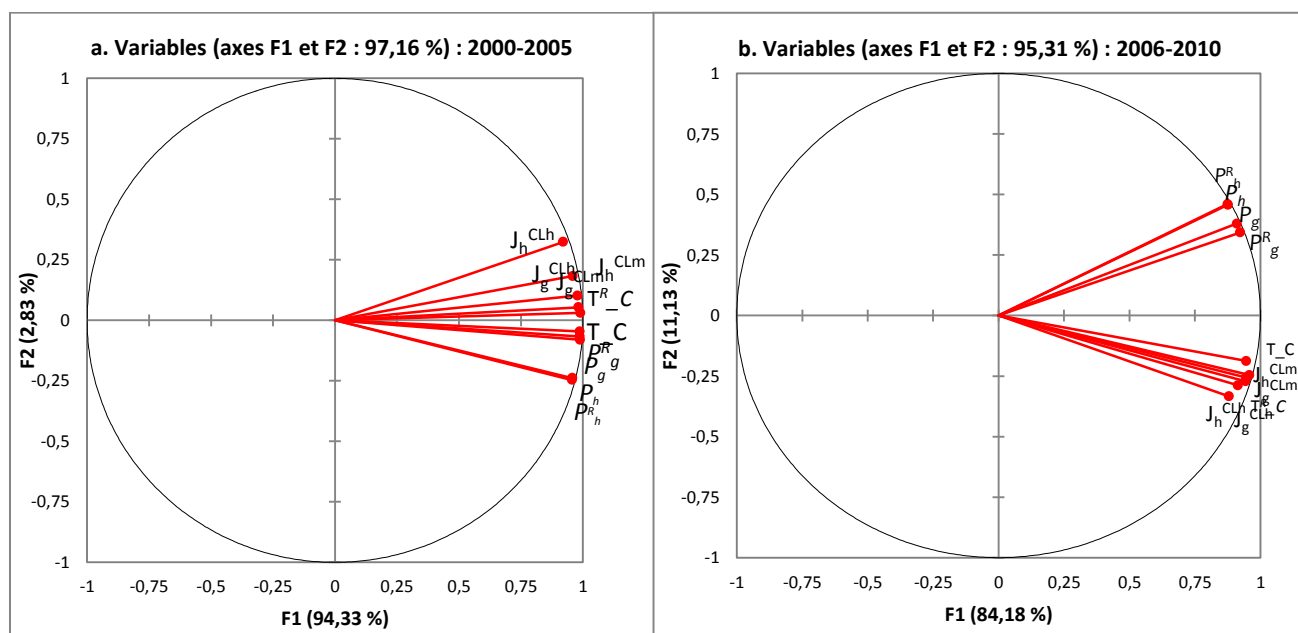 a. Variables (axes F1 et F2 : 97,16 %) : 2000-2005
1
0,75
0,5
0,25
0
-0,25
-0,5
-0,75
-1
-1 -0,75 -0,5 -0,25 0 0,25 0,5 0,75 1
F2 (2,83 %)
F1 (94,33 %)
J_h^CLh
J_g^CLh
J^CLm
T^R_C
T_C
P^R_g
P_g
P_h
P^R_h
b. Variables (axes F1 et F2 : 95,31 %) : 2006-2010
1
0,75
0,5
0,25
0
-0,25
-0,5
-0,75
-1
-1 -0,75 -0,5 -0,25 0 0,25 0,5 0,75 1
F2 (11,13 %)
F1 (84,18 %)
P^R_h
P_h
P_g
P^R_g
T_C
J_h^CLm
J_g^CLm
J_h^CLh
J_g^CLh